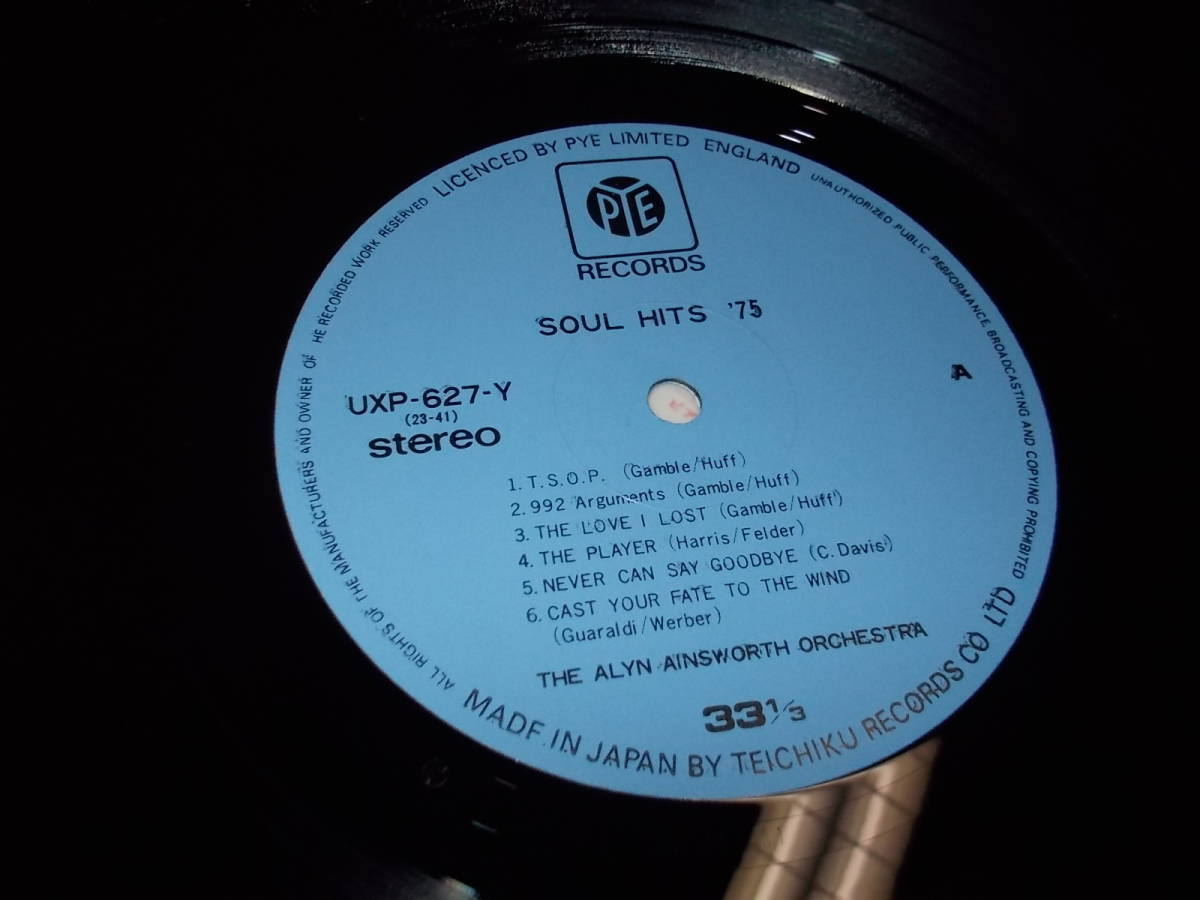 LICENCED BY PYE LIMITED ENGLAND
UNAUTHORIZED PUBLIC PERFORMANCE, BROADCASTING AND COPYING PROHIBITED
PYE
RECORDS
SOUL HITS '75
A
UXP-627-Y
(23-41)
stereo
1. T.S.O.P. (Gamble/Huff)
2. 992 Arguments (Gamble/Huff)
3. THE LOVE I LOST (Gamble/Huff)
4. THE PLAYER (Harris/Felder)
5. NEVER CAN SAY GOODBYE (C. Davis)
6. CAST YOUR FATE TO THE WIND
(Guaraldi/Werber)
THE ALYN AINSWORTH ORCHESTRA
33 1/3
ALL RIGHTS OF THE MANUFACTURERS AND OWNER OF HE RECORDED WORK RESERVED
MADE IN JAPAN BY TEICHIKU RECORDS CO LTD